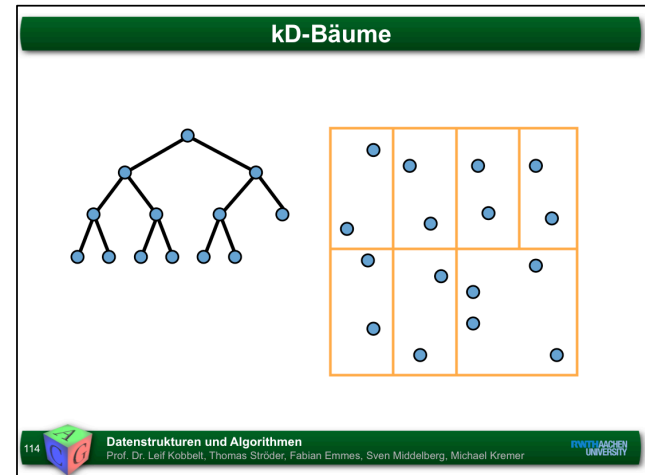 kD-Bäume
114
A
C
G
Datenstrukturen und Algorithmen
Prof. Dr. Leif Kobbelt, Thomas Ströder, Fabian Emmes, Sven Middelberg, Michael Kremer
RWTHAACHEN
UNIVERSITY